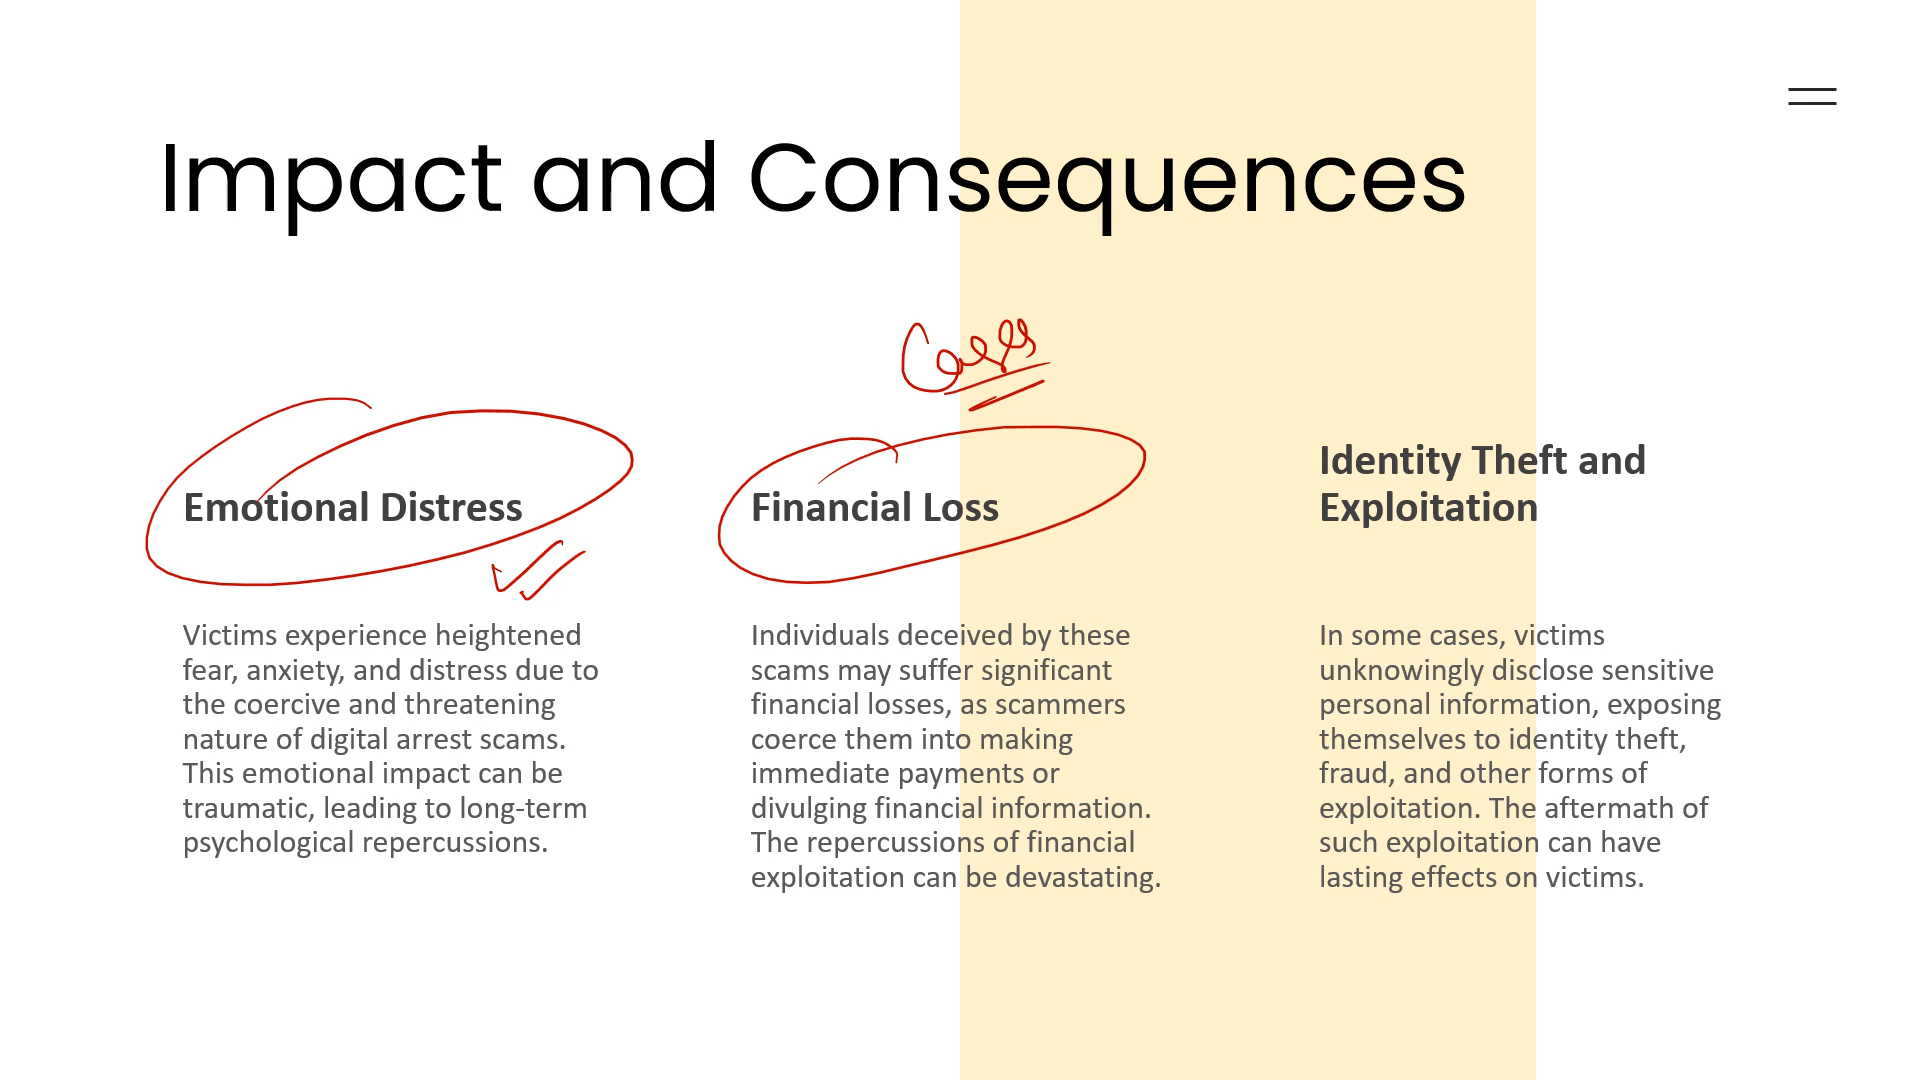 Impact and Consequences
Emotional Distress
Victims experience heightened
fear, anxiety, and distress due to
the coercive and threatening
nature of digital arrest scams.
This emotional impact can be
traumatic, leading to long-term
psychological repercussions.
Financial Loss
Individuals deceived by these
scams may suffer significant
financial losses, as scammers
coerce them into making
immediate payments or
divulging financial information.
The repercussions of financial
exploitation can be devastating.
Identity Theft and
Exploitation
In some cases, victims
unknowingly disclose sensitive
personal information, exposing
themselves to identity theft,
fraud, and other forms of
exploitation. The aftermath of
such exploitation can have
lasting effects on victims.